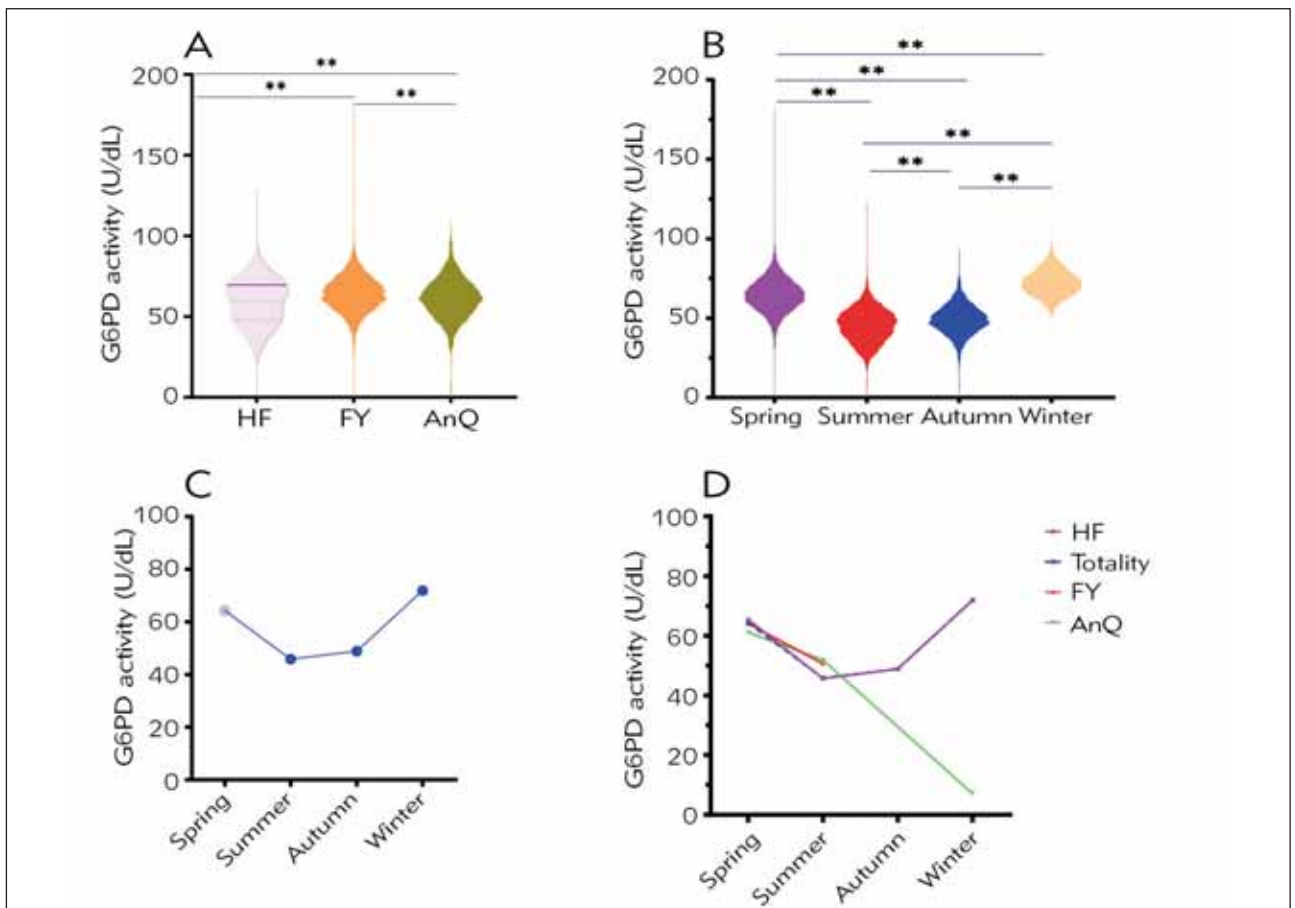 A
**
**
**
200
150
100
50
0
G6PD activity (U/dL)
HF FY AnQ
B
**
**
**
**
**
**
200
150
100
50
0
G6PD activity (U/dL)
Spring Summer Autumn Winter
C
100
80
60
40
20
0
G6PD activity (U/dL)
Spring
Summer
Autumn
Winter
D
100
80
60
40
20
0
G6PD activity (U/dL)
Spring
Summer
Autumn
Winter
HF
Totality
FY
AnQ